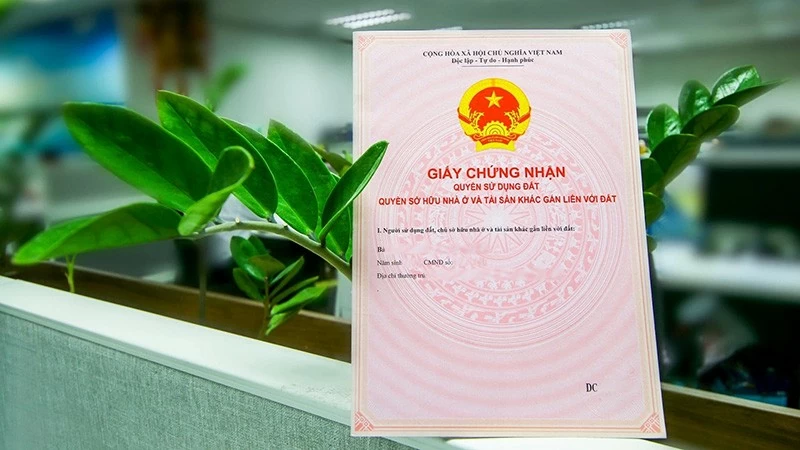 CỘNG HÒA XÃ HỘI CHỦ NGHĨA VIỆT NAM
Độc lập - Tự do - Hạnh phúc
GIẤY CHỨNG NHẬN
QUYỀN SỬ DỤNG ĐẤT
QUYỀN SỞ HỮU NHÀ Ở VÀ TÀI SẢN KHÁC GẮN LIỀN VỚI ĐẤT
I. Người sử dụng đất, chủ sở hữu nhà ở và tài sản khác gắn liền với đất:
Bà
Năm sinh CMND số:
Địa chỉ thường trú
DC